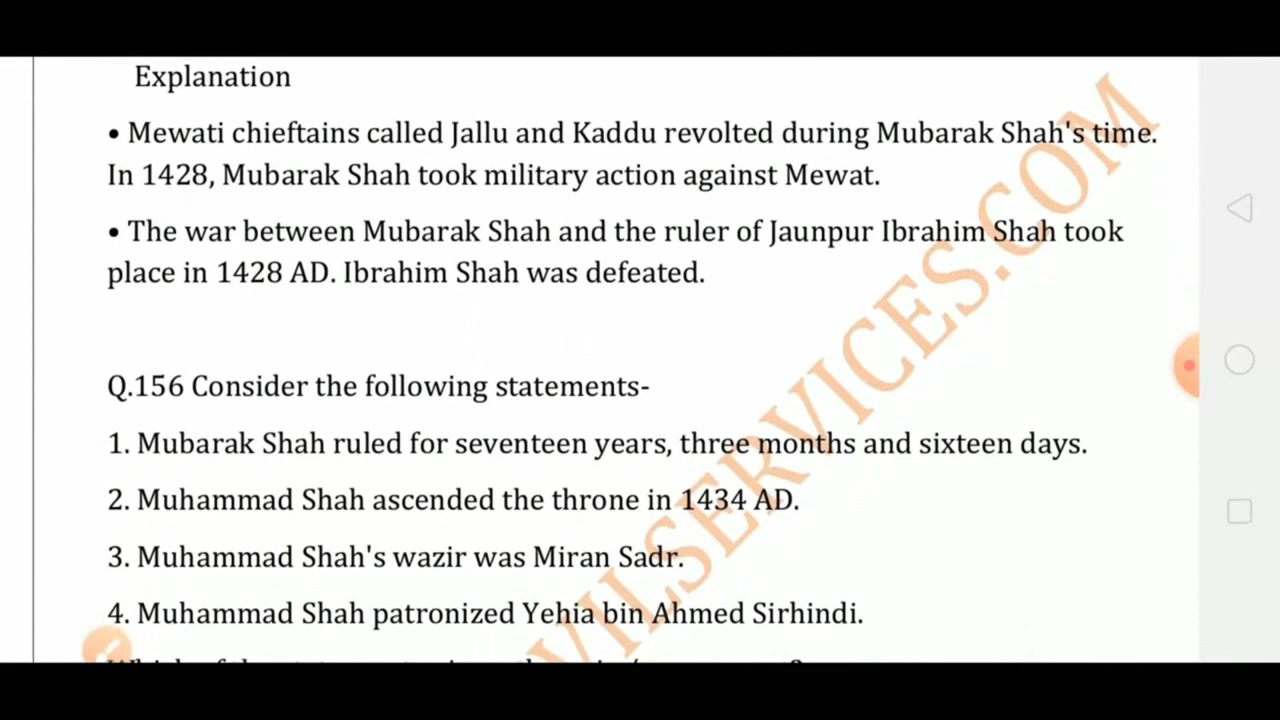 Explanation
• Mewati chieftains called Jallu and Kaddu revolted during Mubarak Shah's time.
In 1428, Mubarak Shah took military action against Mewat.
• The war between Mubarak Shah and the ruler of Jaunpur Ibrahim Shah took
place in 1428 AD. Ibrahim Shah was defeated.
Q.156 Consider the following statements-
1. Mubarak Shah ruled for seventeen years, three months and sixteen days.
2. Muhammad Shah ascended the throne in 1434 AD.
3. Muhammad Shah's wazir was Miran Sadr.
4. Muhammad Shah patronized Yehia bin Ahmed Sirhindi.
VILSERVICES.COM